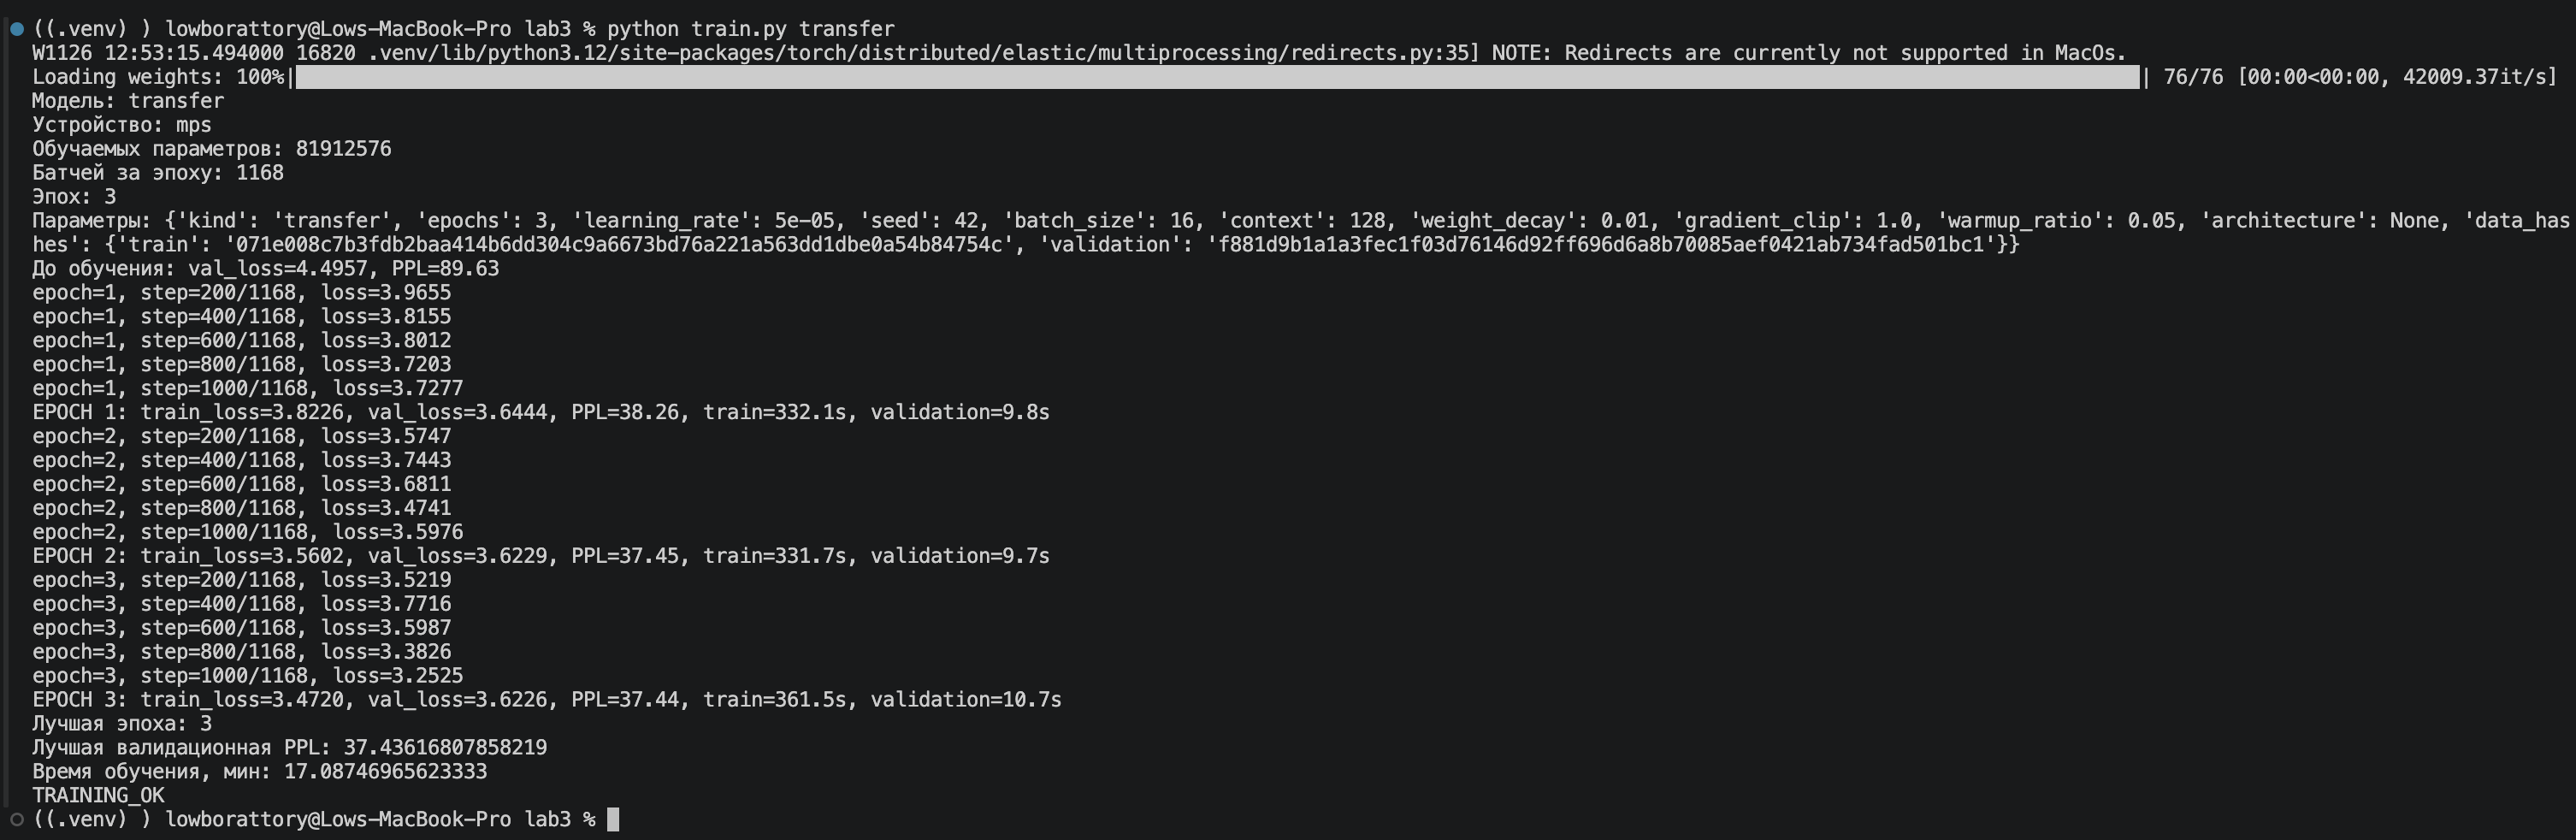 ((.venv) ) lowborattory@Lows-MacBook-Pro lab3 % python train.py transfer
W1126 12:53:15.494000 16820 .venv/lib/python3.12/site-packages/torch/distributed/elastic/multiprocessing/redirects.py:35] NOTE: Redirects are currently not supported in MacOs.
Loading weights: 100%| | 76/76 [00:00<00:00, 42009.37it/s]
Модель: transfer
Устройство: mps
Обучаемых параметров: 81912576
Батчей за эпоху: 1168
Эпох: 3
Параметры: {'kind': 'transfer', 'epochs': 3, 'learning_rate': 5e-05, 'seed': 42, 'batch_size': 16, 'context': 128, 'weight_decay': 0.01, 'gradient_clip': 1.0, 'warmup_ratio': 0.05, 'architecture': None, 'data_has
hes': {'train': '071e008c7b3fdb2baa414b6dd304c9a6673bd76a221a563dd1dbe0a54b84754c', 'validation': 'f881d9b1a1a3fec1f03d76146d92ff696d6a8b70085aef0421ab734fad501bc1'}}
До обучения: val_loss=4.4957, PPL=89.63
epoch=1, step=200/1168, loss=3.9655
epoch=1, step=400/1168, loss=3.8155
epoch=1, step=600/1168, loss=3.8012
epoch=1, step=800/1168, loss=3.7203
epoch=1, step=1000/1168, loss=3.7277
EPOCH 1: train_loss=3.8226, val_loss=3.6444, PPL=38.26, train=332.1s, validation=9.8s
epoch=2, step=200/1168, loss=3.5747
epoch=2, step=400/1168, loss=3.7443
epoch=2, step=600/1168, loss=3.6811
epoch=2, step=800/1168, loss=3.4741
epoch=2, step=1000/1168, loss=3.5976
EPOCH 2: train_loss=3.5602, val_loss=3.6229, PPL=37.45, train=331.7s, validation=9.7s
epoch=3, step=200/1168, loss=3.5219
epoch=3, step=400/1168, loss=3.7716
epoch=3, step=600/1168, loss=3.5987
epoch=3, step=800/1168, loss=3.3826
epoch=3, step=1000/1168, loss=3.2525
EPOCH 3: train_loss=3.4720, val_loss=3.6226, PPL=37.44, train=361.5s, validation=10.7s
Лучшая эпоха: 3
Лучшая валидационная PPL: 37.43616807858219
Время обучения, мин: 17.08746965623333
TRAINING_OK
((.venv) ) lowborattory@Lows-MacBook-Pro lab3 %